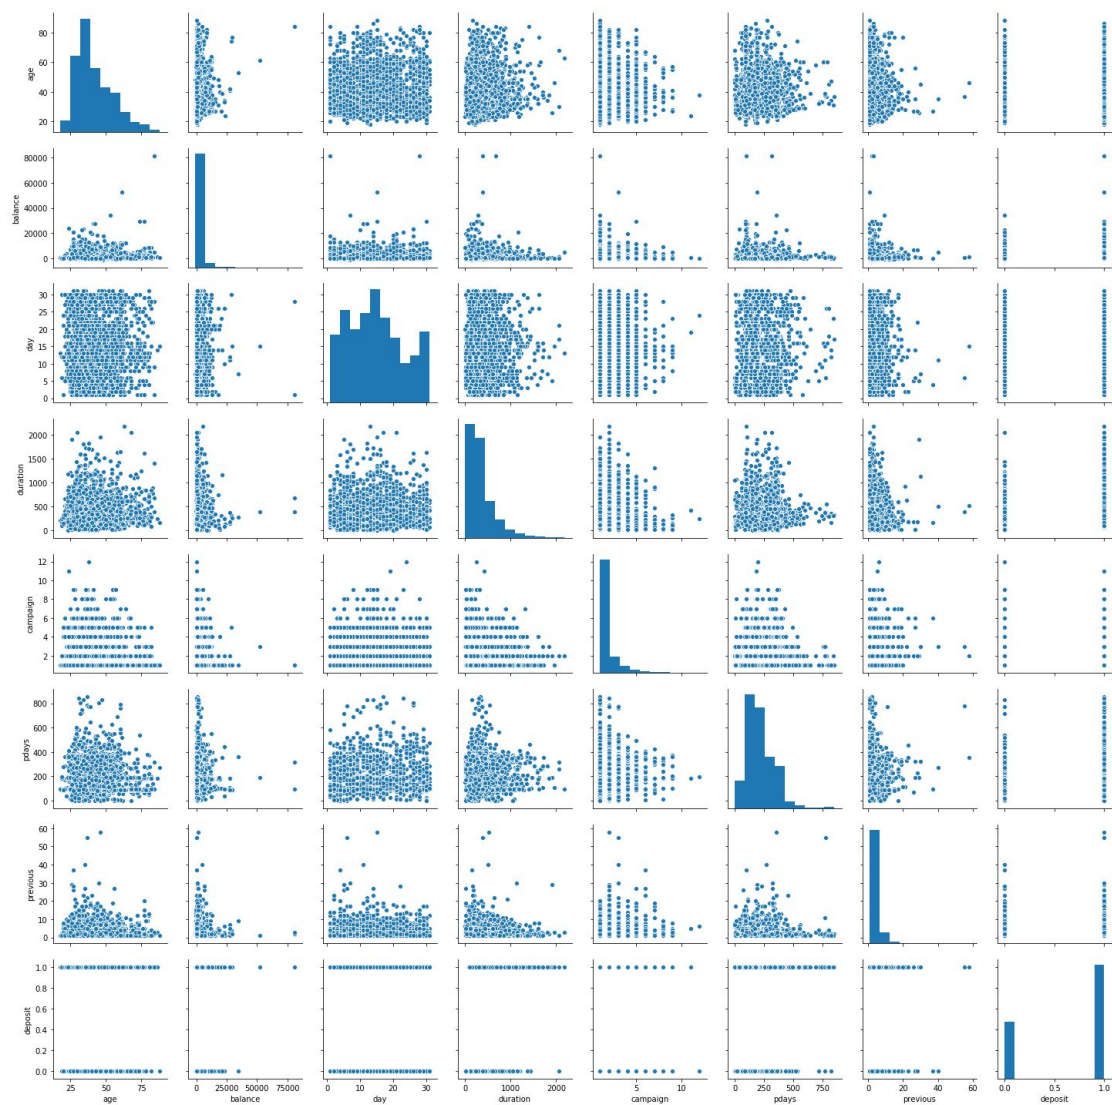 80
60
40
20
age
80000
60000
40000
20000
0
balance
30
25
20
15
10
5
0
day
2000
1500
1000
500
0
duration
12
10
8
6
4
2
campaign
800
600
400
200
0
pdays
60
50
40
30
20
10
0
previous
1.0
0.8
0.6
0.4
0.2
0.0
deposit
25 50 75
age
0 25000 50000 75000
balance
0 10 20 30
day
0 1000 2000
duration
5 10
campaign
0 250 500 750
pdays
0 20 40 60
previous
0.0 0.5 1.0
deposit